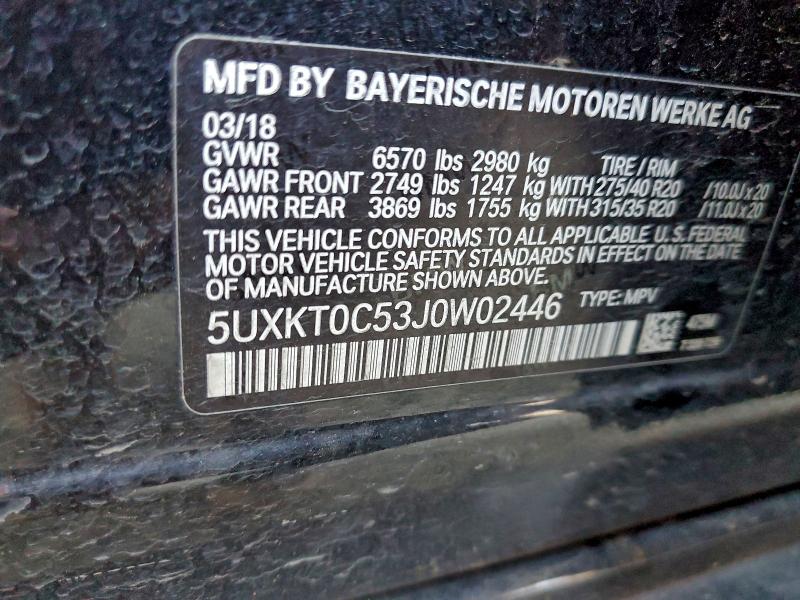 MFD BY BAYERISCHE MOTOREN WERKE AG
03/18
GVWR 6570 lbs 2980 kg TIRE / RIM
GAWR FRONT 2749 lbs 1247 kg WITH 275/40 R20 /10.0J x 20
GAWR REAR 3869 lbs 1755 kg WITH 315/35 R20 /11.0J x 20
THIS VEHICLE CONFORMS TO ALL APPLICABLE U.S. FEDERAL
MOTOR VEHICLE SAFETY STANDARDS IN EFFECT ON THE DATE
OF MANUFACTURE SHOWN ABOVE.
5UXKT0C53J0W02446 TYPE: MPV